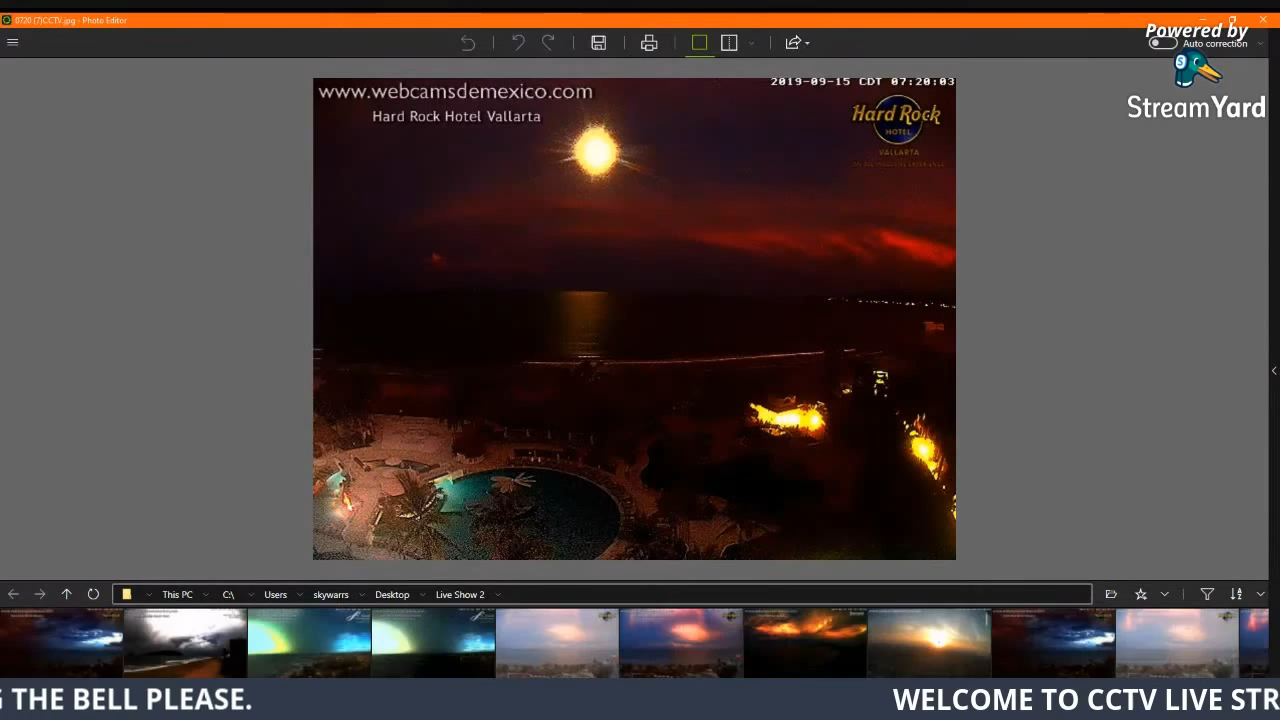 0720 (7)CCTV.jpg - Photo Editor
Powered by
Auto correction
StreamYard
www.webcamsdemexico.com
2019-09-15 CDT 07:20:03
Hard Rock Hotel Vallarta
Hard Rock
HOTEL
VALLARTA
This PC
C:\
Users
skywarrs
Desktop
Live Show 2
G THE BELL PLEASE.
WELCOME TO CCTV LIVE STR